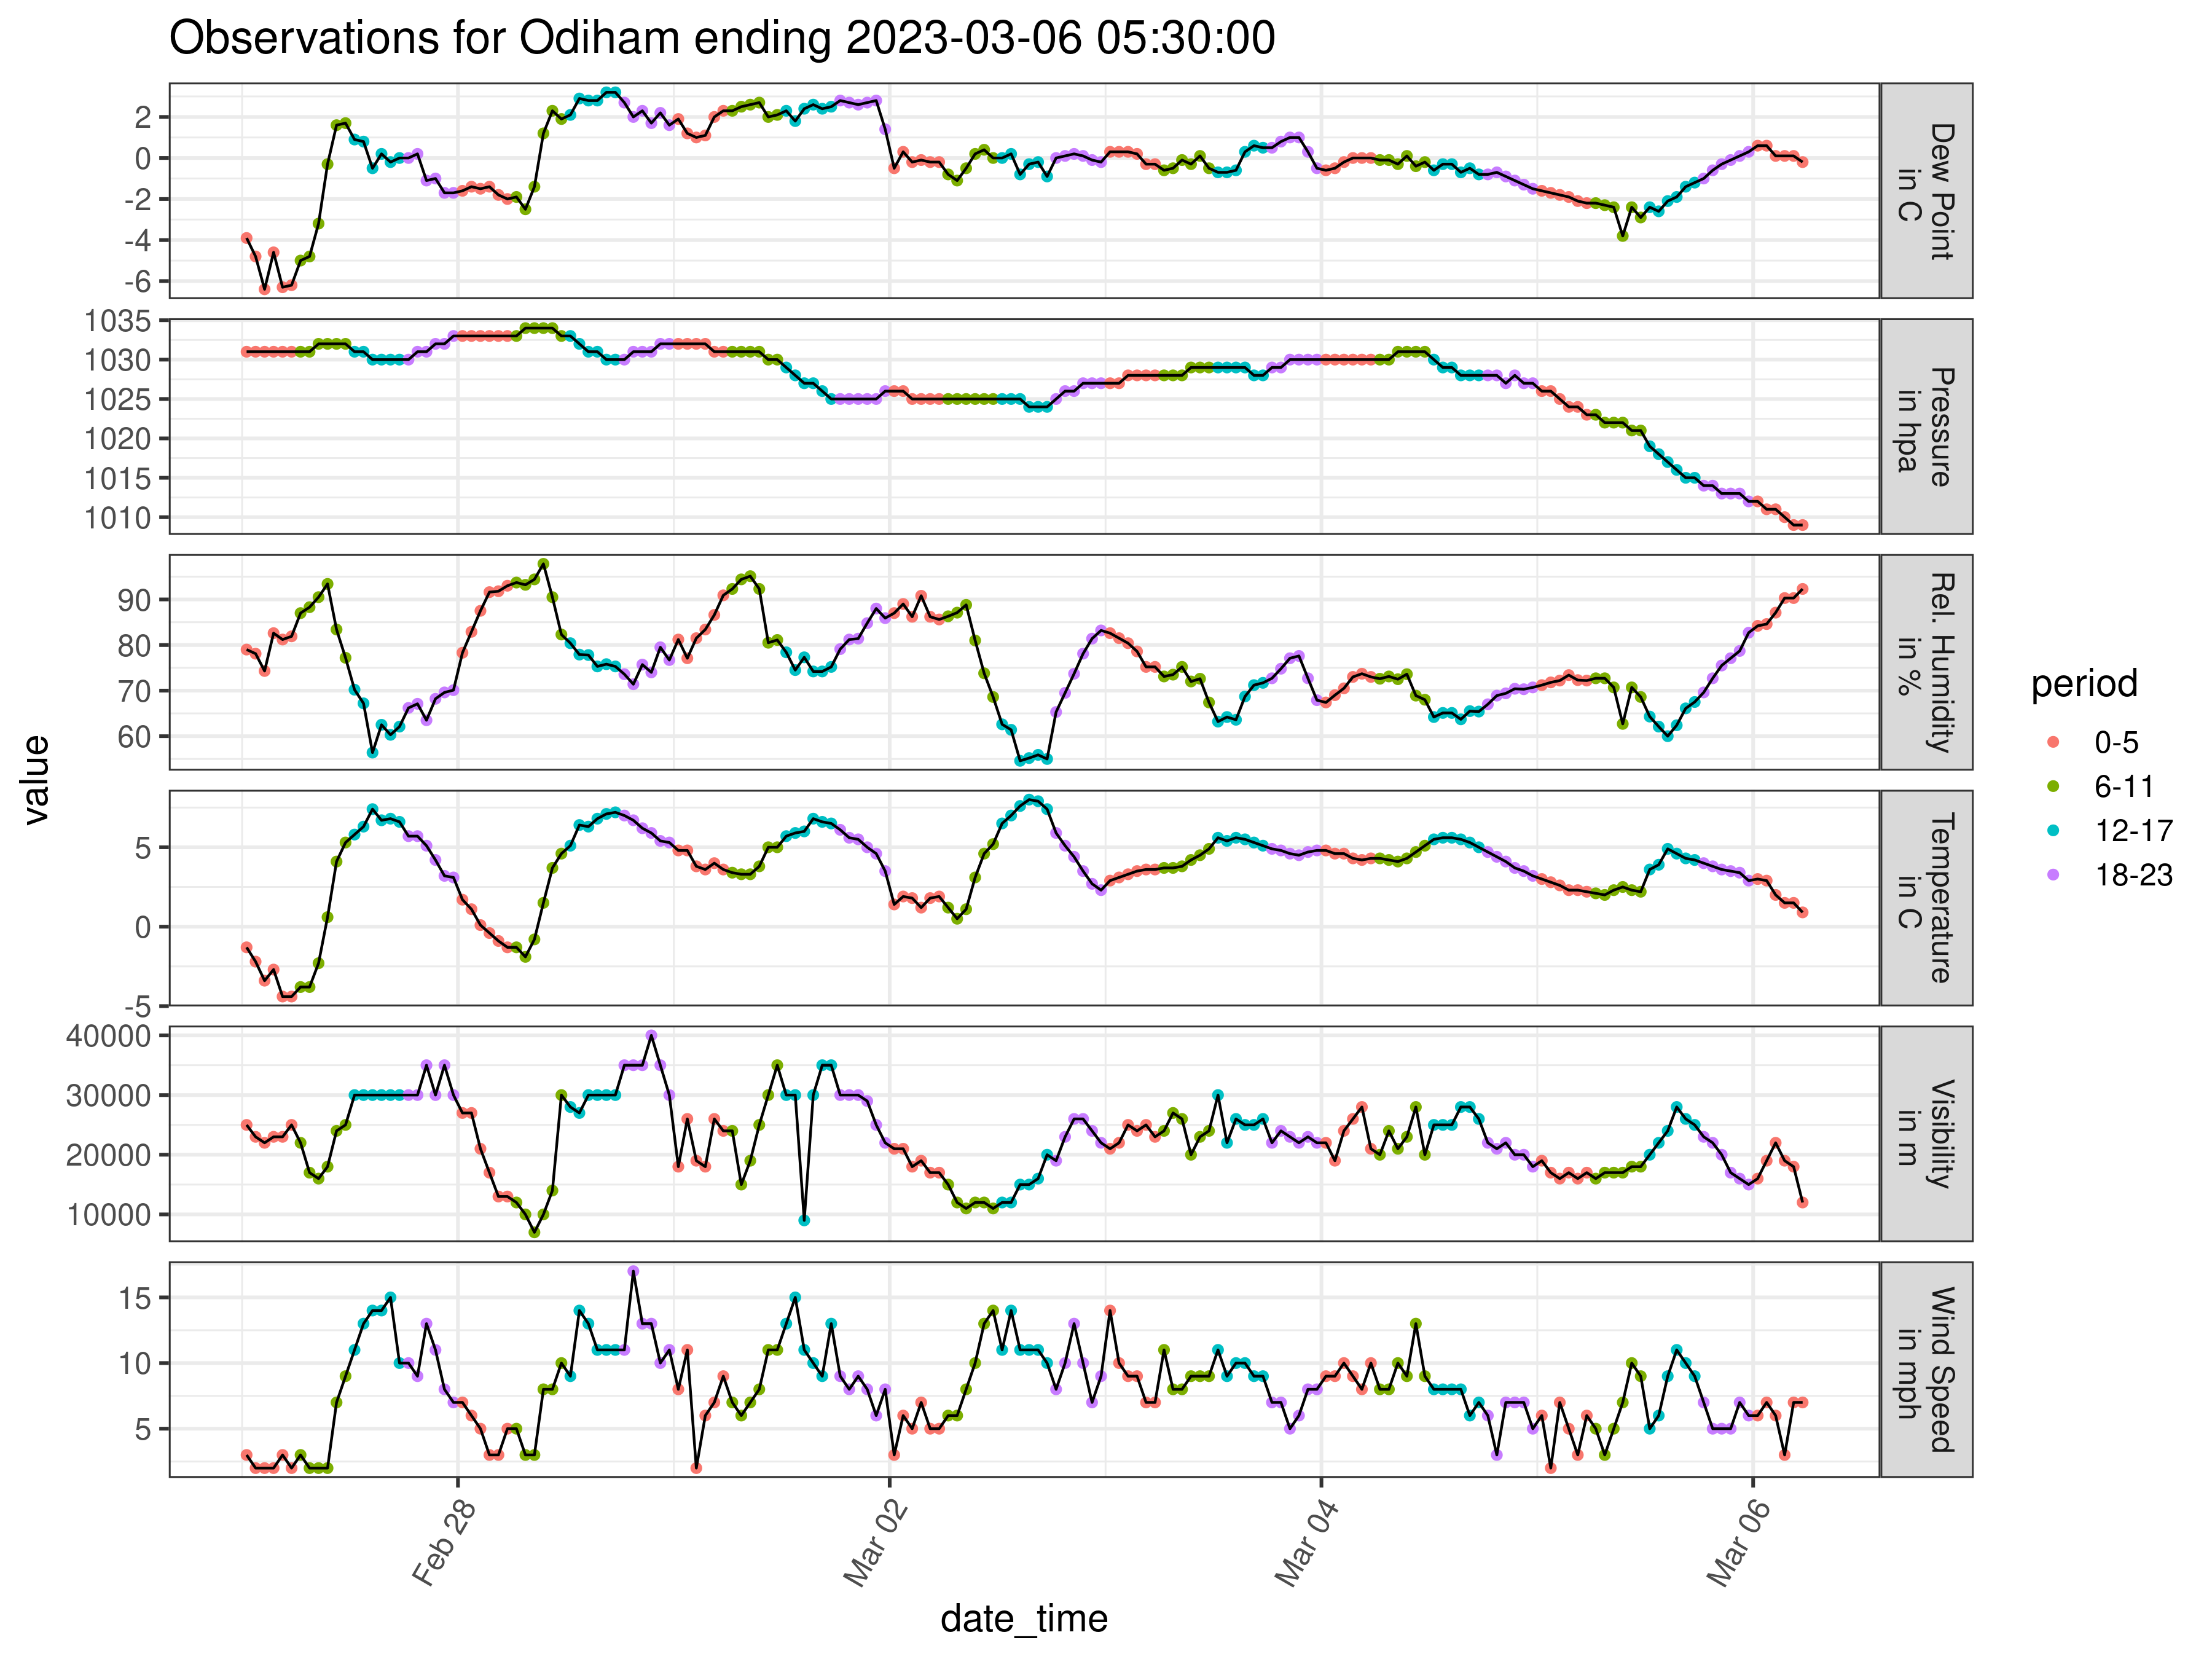 Observations for Odiham ending 2023-03-06 05:30:00
value
2
0
-2
-4
-6
Dew Point
in C
1035
1030
1025
1020
1015
1010
Pressure
in hpa
90
80
70
60
Rel. Humidity
in %
5
0
-5
Temperature
in C
40000
30000
20000
10000
Visibility
in m
15
10
5
Wind Speed
in mph
Feb 28
Mar 02
Mar 04
Mar 06
date_time
period
0-5
6-11
12-17
18-23